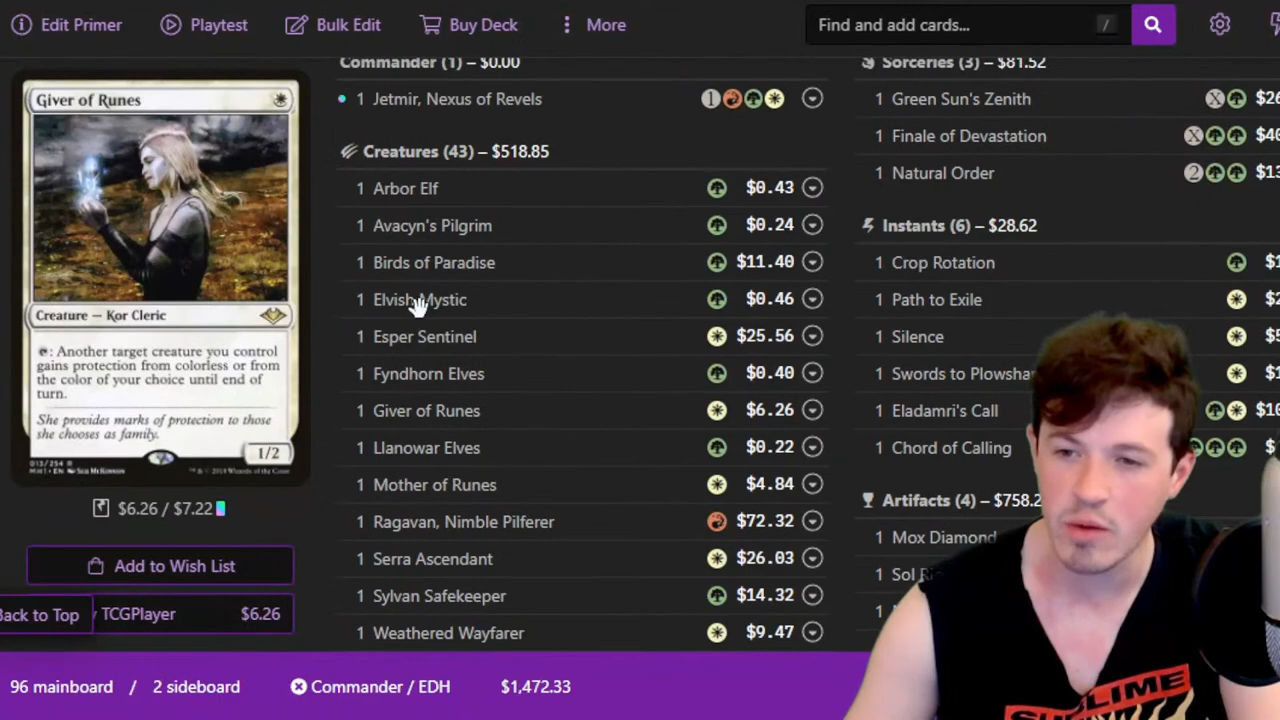 Edit Primer
Playtest
Bulk Edit
Buy Deck
More
Find and add cards...
/
Giver of Runes
Creature — Kor Cleric
: Another target creature you control
gains protection from colorless or from
the color of your choice until end of
turn.
She provides marks of protection to those
she chooses as family.
1/2
$6.26 / $7.22
Add to Wish List
Back to Top
TCGPlayer $6.26
Commander (1) – $0.00
1 Jetmir, Nexus of Revels 1
Creatures (43) – $518.85
1 Arbor Elf $0.43
1 Avacyn's Pilgrim $0.24
1 Birds of Paradise $11.40
1 Elvish Mystic $0.46
1 Esper Sentinel $25.56
1 Fyndhorn Elves $0.40
1 Giver of Runes $6.26
1 Llanowar Elves $0.22
1 Mother of Runes $4.84
1 Ragavan, Nimble Pilferer $72.32
1 Serra Ascendant $26.03
1 Sylvan Safekeeper $14.32
1 Weathered Wayfarer $9.47
Sorceries (3) – $81.52
1 Green Sun's Zenith X
1 Finale of Devastation X
1 Natural Order 2
Instants (6) – $28.62
1 Crop Rotation
1 Path to Exile
1 Silence
1 Swords to Plowshar
1 Eladamri's Call
1 Chord of Calling
Artifacts (4) – $758.2
1 Mox Diamond
1 Sol
96 mainboard / 2 sideboard
Commander / EDH
$1,472.33
SUBLIME